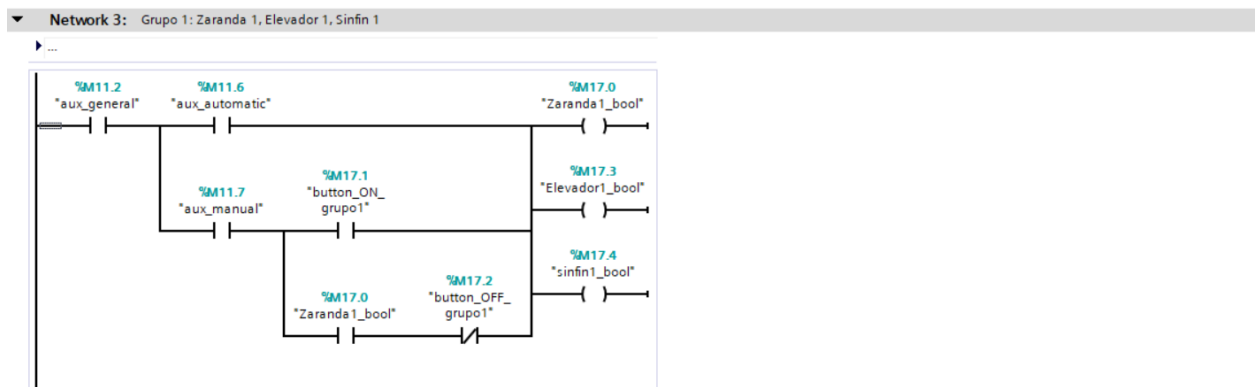 Network 3: Grupo 1: Zaranda 1, Elevador 1, Sinfin 1
...
%M11.2
"aux_general"
%M11.6
"aux_automatic"
%M17.0
"Zaranda1_bool"
%M11.7
"aux_manual"
%M17.1
"button_ON_
grupo1"
%M17.3
"Elevador1_bool"
%M17.0
"Zaranda1_bool"
%M17.2
"button_OFF_
grupo1"
%M17.4
"sinfin1_bool"